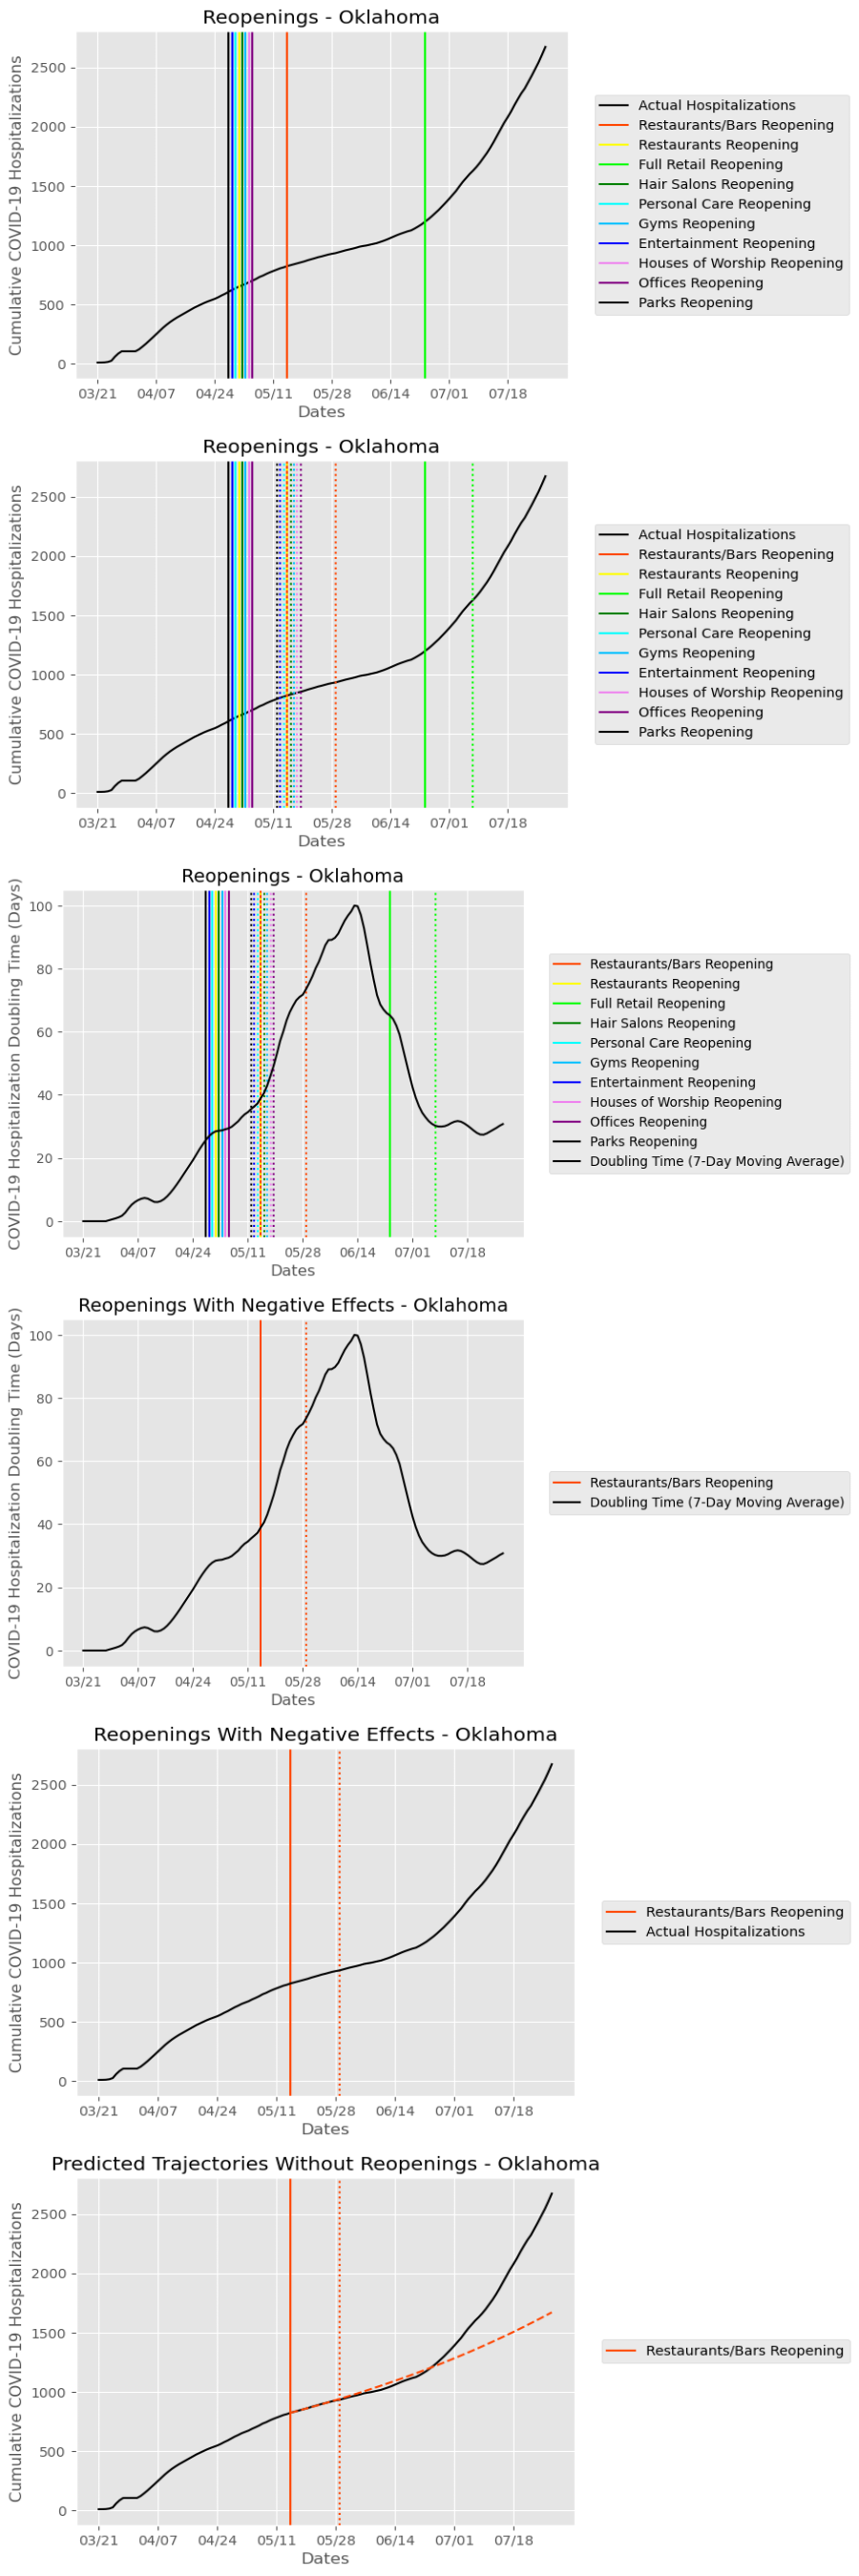 Reopenings - Oklahoma
Cumulative COVID-19 Hospitalizations
2500
2000
1500
1000
500
0
03/21 04/07 04/24 05/11 05/28 06/14 07/01 07/18
Dates
Actual Hospitalizations
Restaurants/Bars Reopening
Restaurants Reopening
Full Retail Reopening
Hair Salons Reopening
Personal Care Reopening
Gyms Reopening
Entertainment Reopening
Houses of Worship Reopening
Offices Reopening
Parks Reopening
Reopenings - Oklahoma
Cumulative COVID-19 Hospitalizations
2500
2000
1500
1000
500
0
03/21 04/07 04/24 05/11 05/28 06/14 07/01 07/18
Dates
Actual Hospitalizations
Restaurants/Bars Reopening
Restaurants Reopening
Full Retail Reopening
Hair Salons Reopening
Personal Care Reopening
Gyms Reopening
Entertainment Reopening
Houses of Worship Reopening
Offices Reopening
Parks Reopening
Reopenings - Oklahoma
COVID-19 Hospitalization Doubling Time (Days)
100
80
60
40
20
0
03/21 04/07 04/24 05/11 05/28 06/14 07/01 07/18
Dates
Restaurants/Bars Reopening
Restaurants Reopening
Full Retail Reopening
Hair Salons Reopening
Personal Care Reopening
Gyms Reopening
Entertainment Reopening
Houses of Worship Reopening
Offices Reopening
Parks Reopening
Doubling Time (7-Day Moving Average)
Reopenings With Negative Effects - Oklahoma
COVID-19 Hospitalization Doubling Time (Days)
100
80
60
40
20
0
03/21 04/07 04/24 05/11 05/28 06/14 07/01 07/18
Dates
Restaurants/Bars Reopening
Doubling Time (7-Day Moving Average)
Reopenings With Negative Effects - Oklahoma
Cumulative COVID-19 Hospitalizations
2500
2000
1500
1000
500
0
03/21 04/07 04/24 05/11 05/28 06/14 07/01 07/18
Dates
Restaurants/Bars Reopening
Actual Hospitalizations
Predicted Trajectories Without Reopenings - Oklahoma
Cumulative COVID-19 Hospitalizations
2500
2000
1500
1000
500
0
03/21 04/07 04/24 05/11 05/28 06/14 07/01 07/18
Dates
Restaurants/Bars Reopening